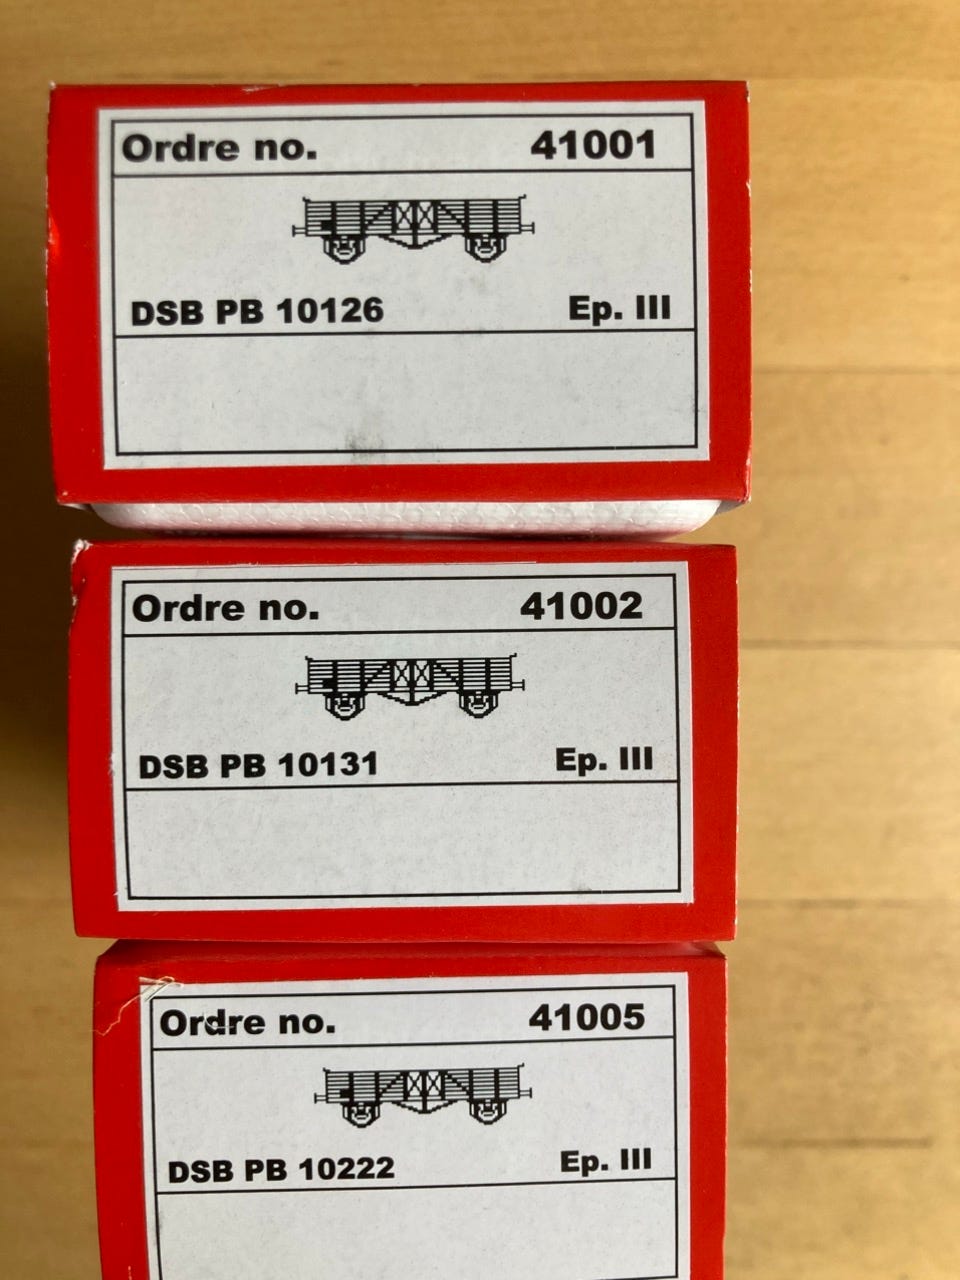 Ordre no. 41001
DSB PB 10126 Ep. III
Ordre no. 41002
DSB PB 10131 Ep. III
Ordre no. 41005
DSB PB 10222 Ep. III